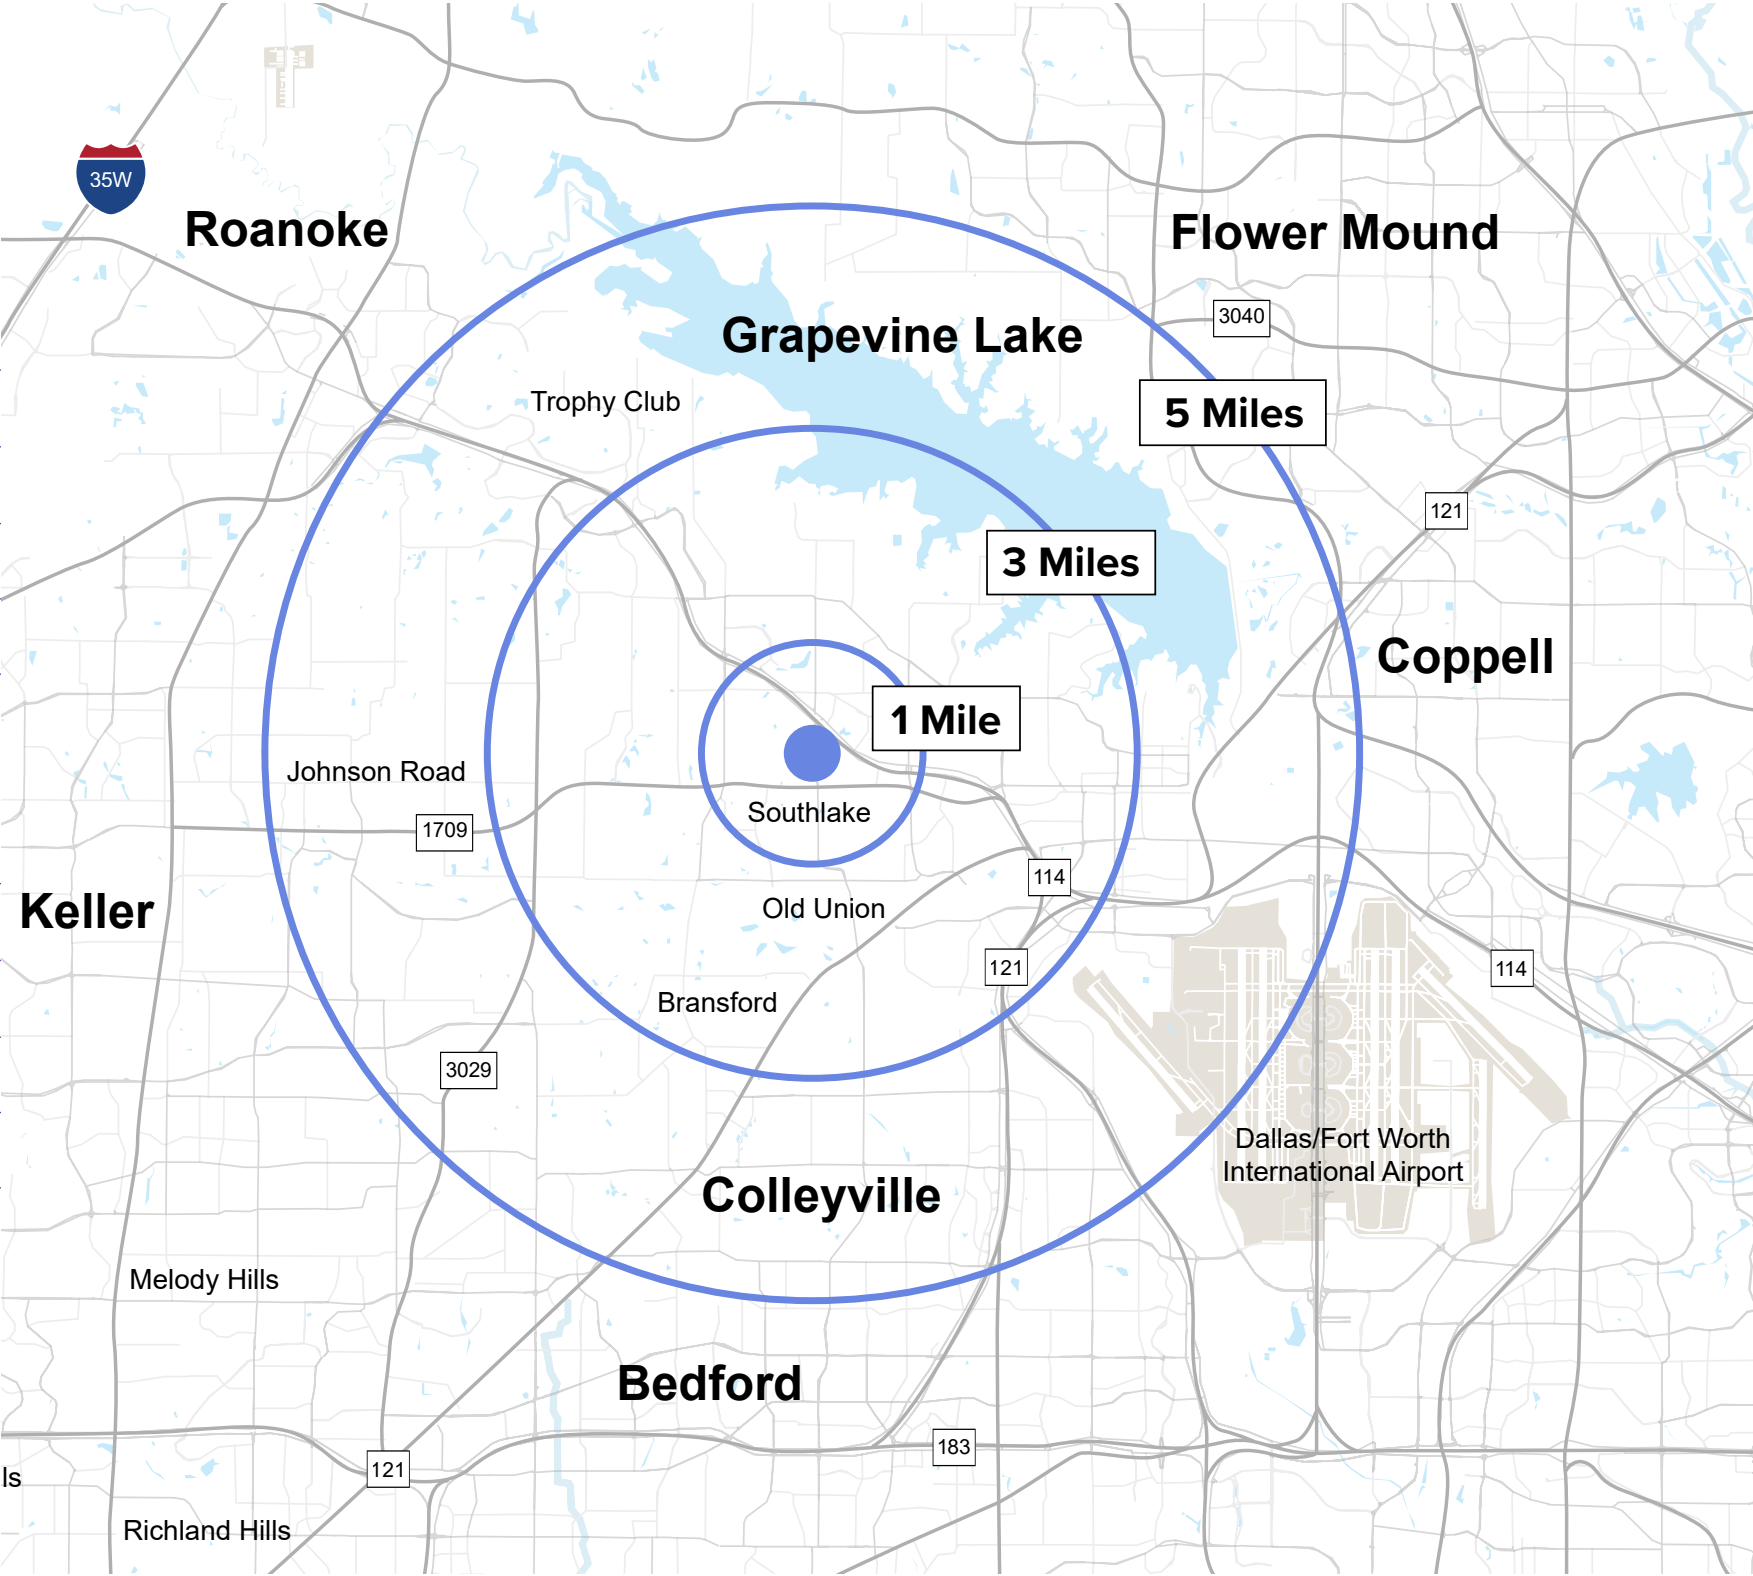 35W
Roanoke
Flower Mound
3040
Grapevine Lake
Trophy Club
5 Miles
121
3 Miles
Coppell
1 Mile
Johnson Road
Southlake
1709
114
Keller
Old Union
121
114
Bransford
3029
Dallas/Fort Worth
International Airport
Colleyville
Melody Hills
Bedford
183
121
ls
Richland Hills